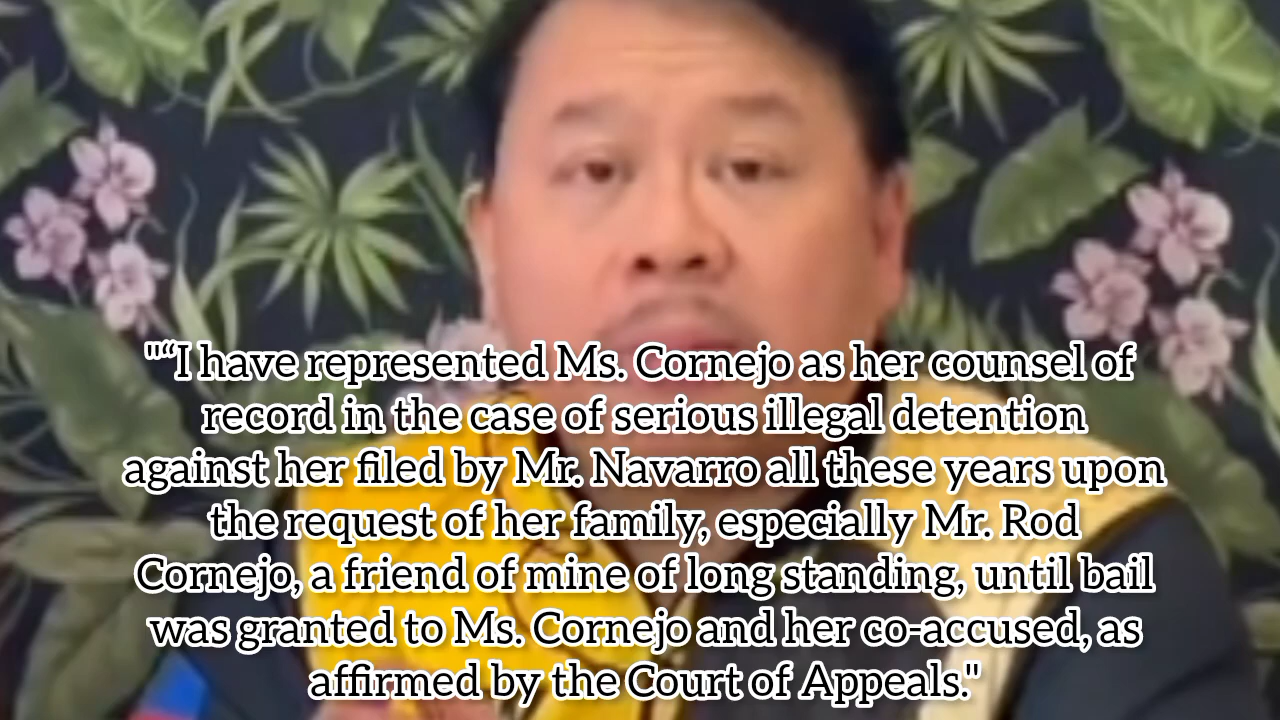 "“I have represented Ms. Cornejo as her counsel of
record in the case of serious illegal detention
against her filed by Mr. Navarro all these years upon
the request of her family, especially Mr. Rod
Cornejo, a friend of mine of long standing, until bail
was granted to Ms. Cornejo and her co-accused, as
affirmed by the Court of Appeals."